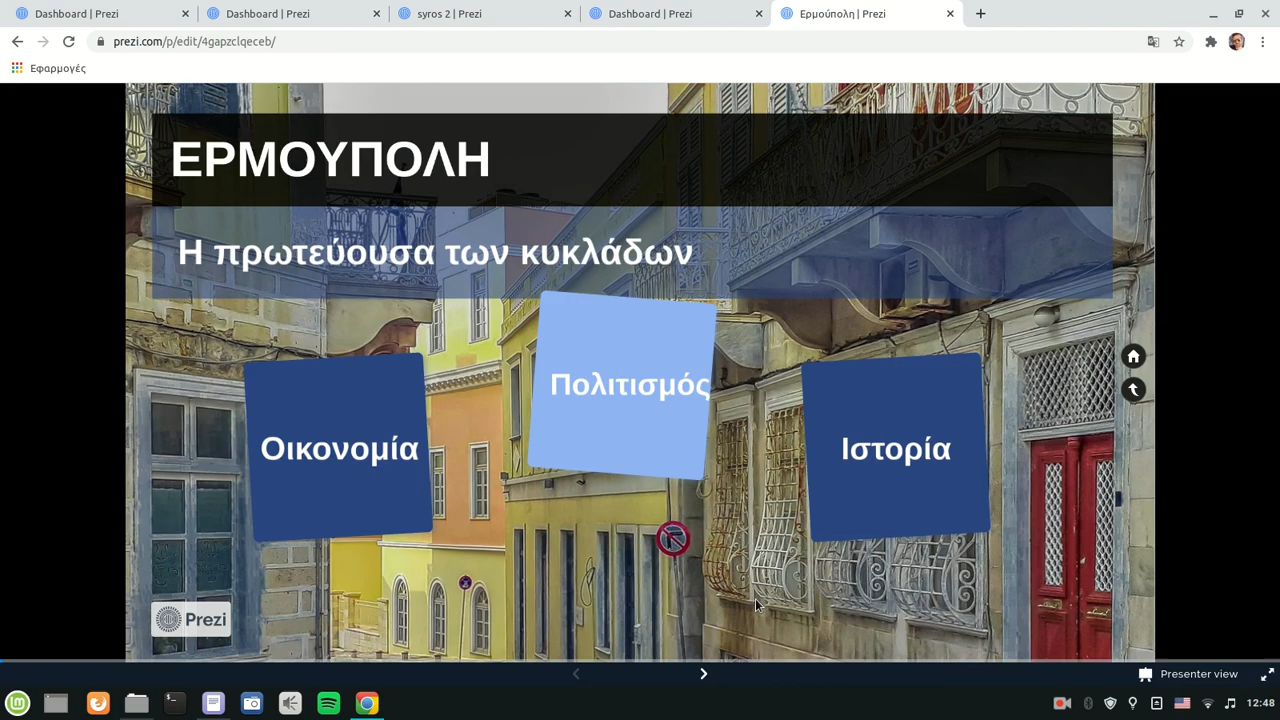 Dashboard | Prezi
Dashboard | Prezi
syros 2 | Prezi
Dashboard | Prezi
Ερμούπολη | Prezi
prezi.com/p/edit/4gapzclqeceb/
Εφαρμογές
ΕΡΜΟΥΠΟΛΗ
Η πρωτεύουσα των κυκλάδων
Πολιτισμός
Οικονομία
Ιστορία
Prezi
Presenter view
12:48